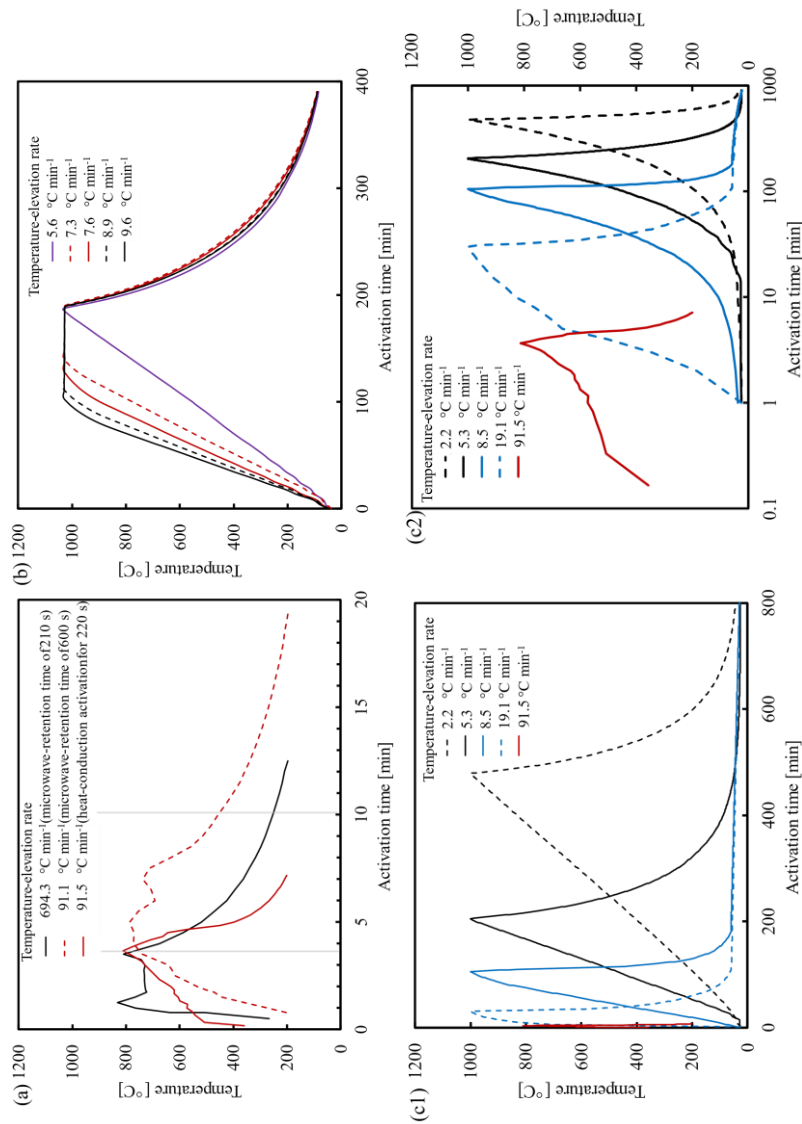 (a)
1200
1000
800
600
400
200
0
Temperature [°C]
Temperature-elevation rate
694.3 °C min-1(microwave-retention time of 210 s)
91.1 °C min-1(microwave-retention time of 600 s)
91.5 °C min-1(heat-conduction activationfor 220 s)
0
5
10
15
20
Activation time [min]
(b)
1200
1000
800
600
400
200
0
Temperature [°C]
Temperature-elevation rate
5.6 °C min-1
7.3 °C min-1
7.6 °C min-1
8.9 °C min-1
9.6 °C min-1
0
100
200
300
400
Activation time [min]
(c1)
1200
1000
800
600
400
200
0
Temperature [°C]
Temperature-elevation rate
2.2 °C min-1
5.3 °C min-1
8.5 °C min-1
19.1 °C min-1
91.5 °C min-1
0
200
400
600
800
Activation time [min]
(c2)
Temperature-elevation rate
2.2 °C min-1
5.3 °C min-1
8.5 °C min-1
19.1 °C min-1
91.5 °C min-1
0.1
1
10
100
1000
Activation time [min]
1200
1000
800
600
400
200
0
Temperature [°C]